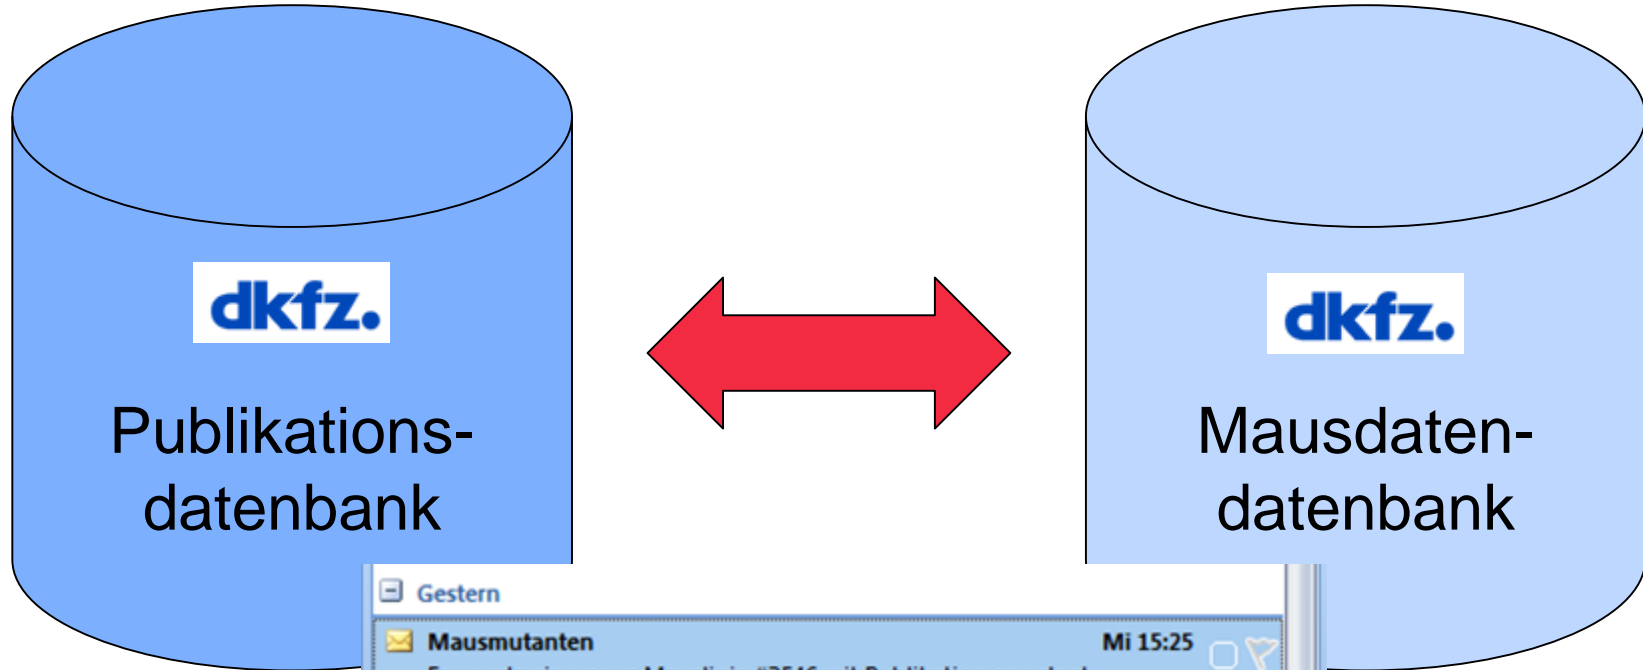 dkfz.
Publikations-
datenbank
dkfz.
Mausdaten-
datenbank
Gestern
Mausmutanten Mi 15:25